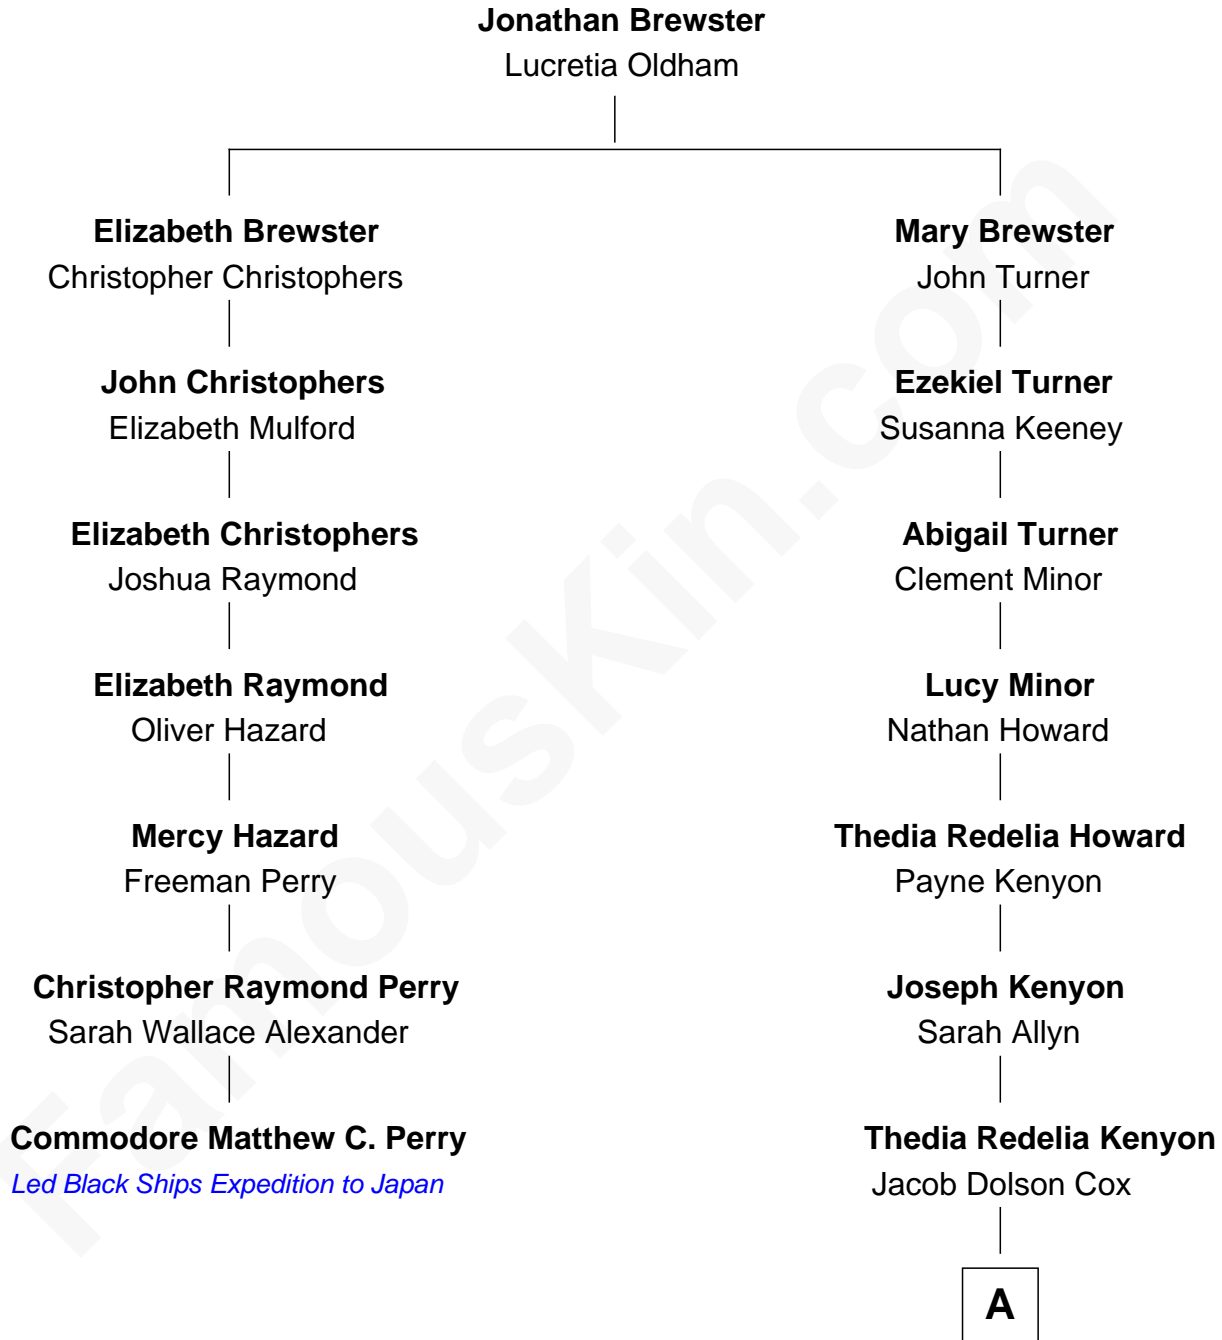 Jonathan Brewster
Lucretia Oldham
Elizabeth Brewster
Christopher Christophers
John Christophers
Elizabeth Mulford
Elizabeth Christophers
Joshua Raymond
Elizabeth Raymond
Oliver Hazard
Mercy Hazard
Freeman Perry
Christopher Raymond Perry
Sarah Wallace Alexander
Commodore Matthew C. Perry
Led Black Ships Expedition to Japan
Mary Brewster
John Turner
Ezekiel Turner
Susanna Keeney
Abigail Turner
Clement Minor
Lucy Minor
Nathan Howard
Thedia Redelia Howard
Payne Kenyon
Joseph Kenyon
Sarah Allyn
Thedia Redelia Kenyon
Jacob Dolson Cox
A
FamousKin.com